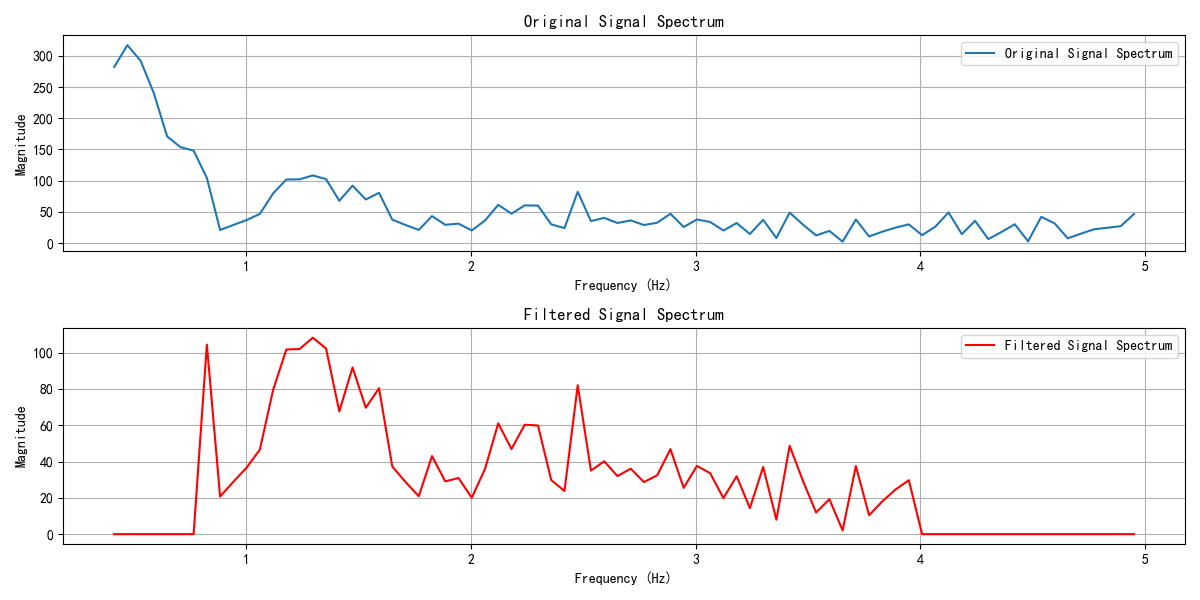 Original Signal Spectrum
Magnitude
300
250
200
150
100
50
0
Original Signal Spectrum
1 2 3 4 5
Frequency (Hz)
Filtered Signal Spectrum
Magnitude
100
80
60
40
20
0
Filtered Signal Spectrum
1 2 3 4 5
Frequency (Hz)